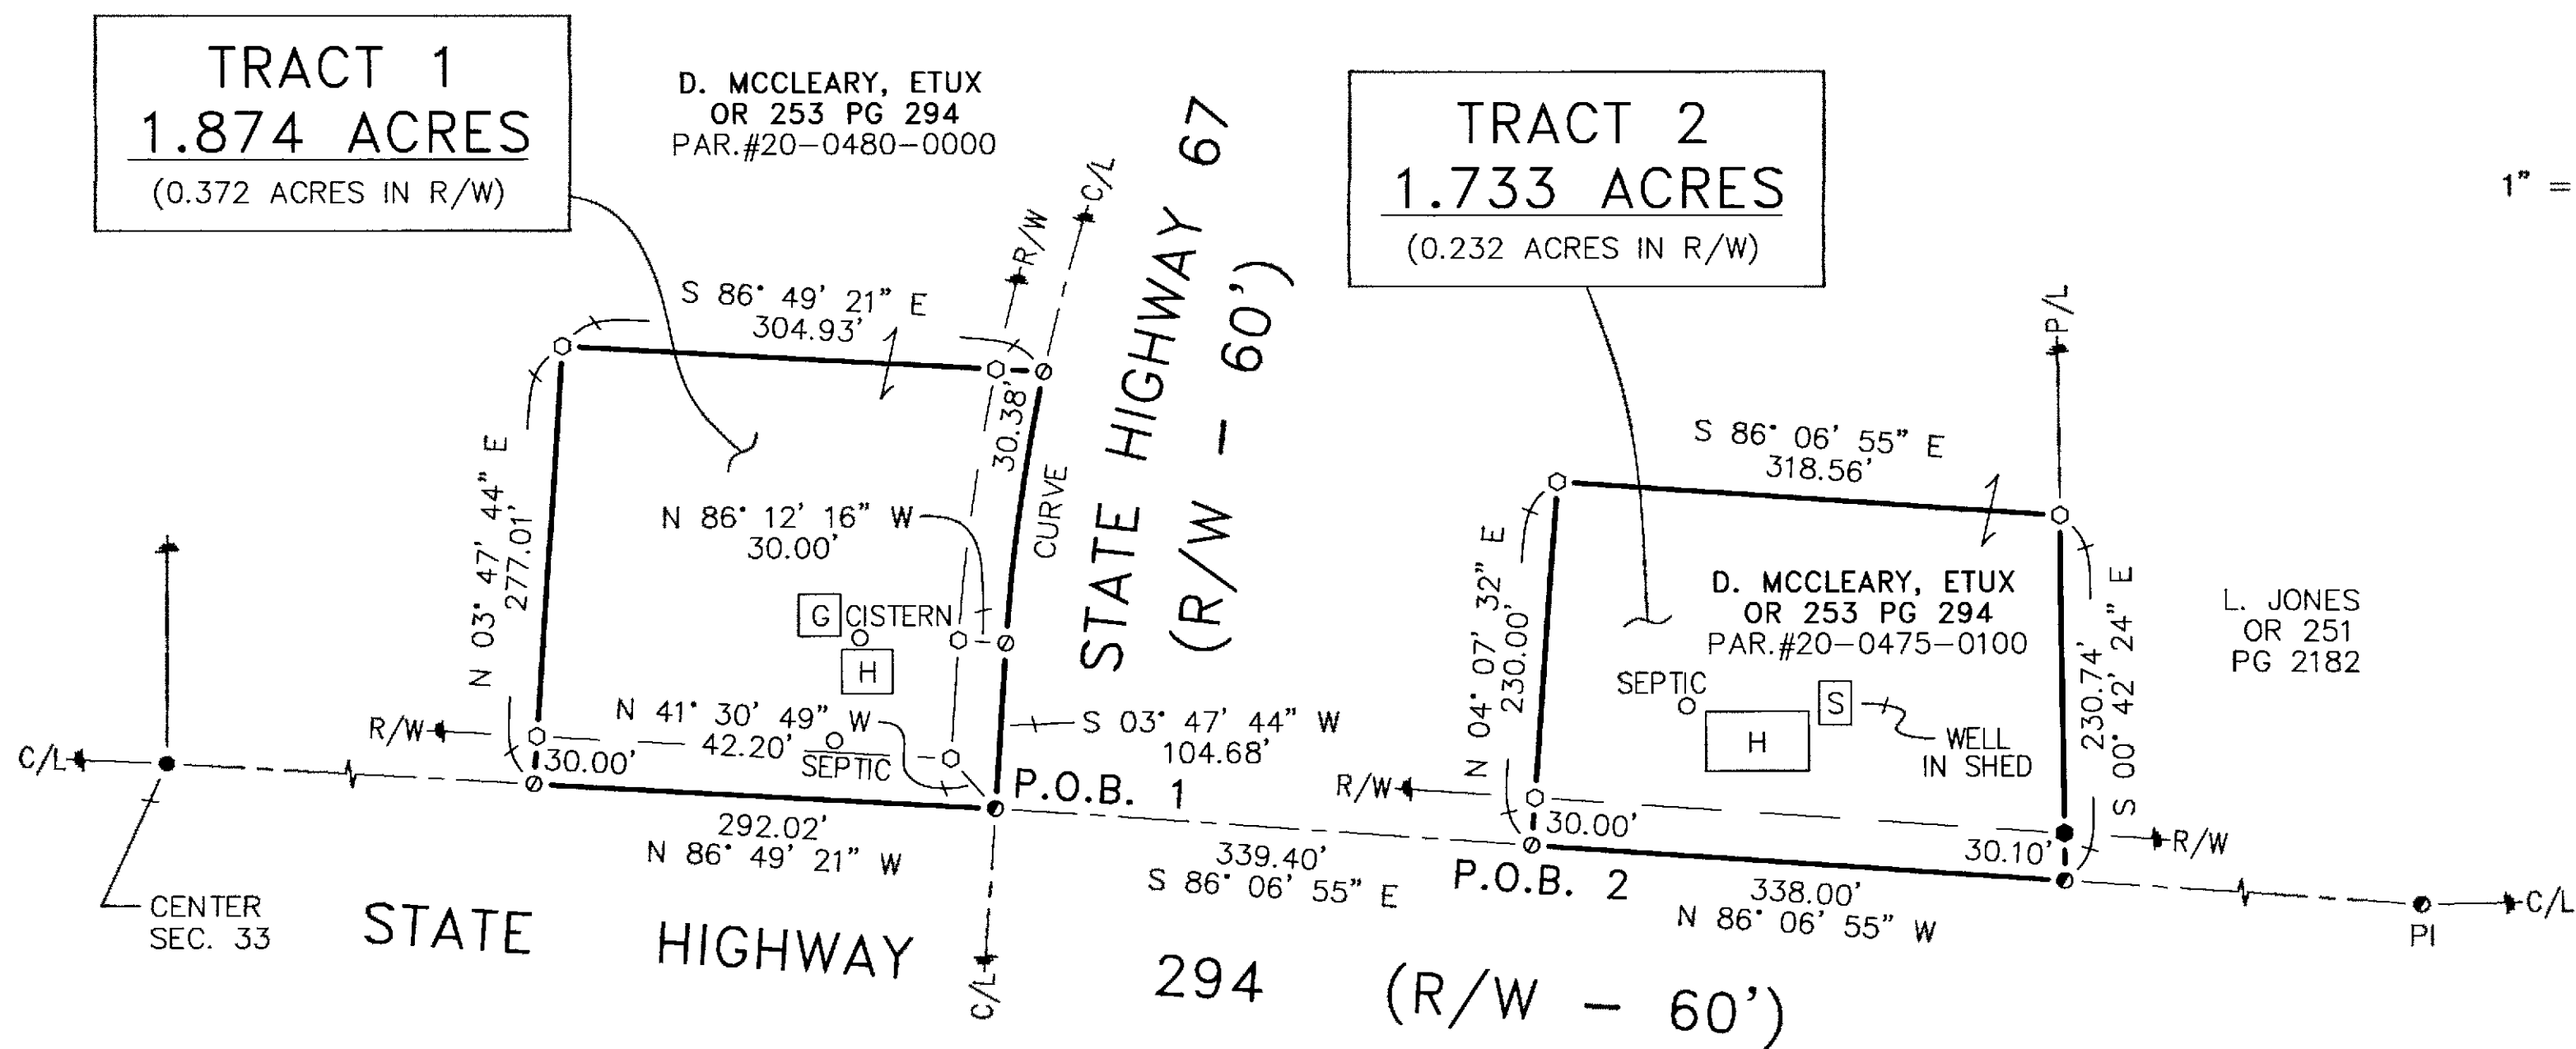 TRACT 1
1.874 ACRES
(0.372 ACRES IN R/W)
D. MCCLEARY, ETUX
OR 253 PG 294
PAR.#20-0480-0000
STATE HIGHWAY 67
(R/W - 60')
TRACT 2
1.733 ACRES
(0.232 ACRES IN R/W)
1" =
R/W
C/L
P/L
S 86° 49' 21" E
304.93'
30.38'
CURVE
N 03° 47' 44" E
277.01'
N 86° 12' 16" W
30.00'
G
CISTERN
H
N 41° 30' 49" W
42.20'
SEPTIC
S 03° 47' 44" W
104.68'
R/W
C/L
30.00'
P.O.B. 1
292.02'
N 86° 49' 21" W
CENTER
SEC. 33
C/L
339.40'
S 86° 06' 55" E
S 86° 06' 55" E
318.56'
N 04° 07' 32" E
230.00'
D. MCCLEARY, ETUX
OR 253 PG 294
PAR.#20-0475-0100
SEPTIC
H
S
WELL
IN SHED
230.74'
S 00° 42' 24" E
L. JONES
OR 251
PG 2182
R/W
30.00'
30.10'
R/W
P.O.B. 2
338.00'
N 86° 06' 55" W
C/L
PI
STATE HIGHWAY 294 (R/W - 60')